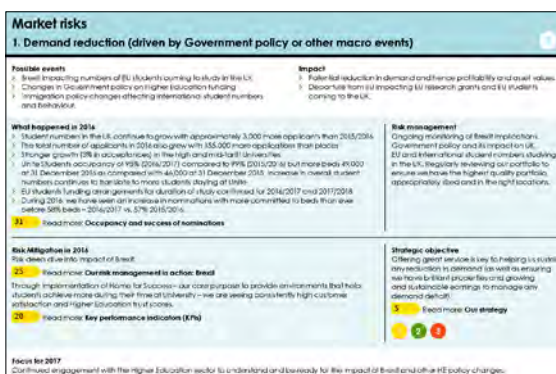 Market risks
1. Demand reduction (driven by Government policy or other macro events)
Possible events
> Brexit impacting numbers of EU students coming to study in the UK.
> Changes in Government policy on Higher Education funding
> Immigration policy changes affecting international student numbers
and behaviour.
Impact
> Potential reduction in demand and hence profitability and asset values.
> Departure from EU impacting EU research grants and EU students
coming to the UK.
What happened in 2016
> Student numbers in the UK continue to grow with approximately 3,000 more applicants than 2015/2016
> The total number of applicants in 2016 also grew with more applications than places
> Stronger growth (3% in acceptances) in the high and mid-tariff Universities
> Unite Students occupancy of 98% (2016/2017) compared to 99% (2015/2016) but more beds 49,000
at 31 December 2016 as compared with 46,000 at 31 December 2015. Increase in overall student
numbers continues to translate to more students staying at Unite
> EU students funding arrangements for duration of study confirmed for 2016/2017 and 2017/2018
> During 2016, we have seen an increase in nominations with more committed to beds than ever
before 58% beds – 2016/2017 vs. 57% 2015/2016.
Read more: Occupancy and success of nominations
Risk management
Ongoing monitoring of Brexit implications,
Government policy and its impact on UK,
EU and international student numbers studying
in the UK. Regularly reviewing our portfolio to
ensure we have the highest quality portfolio,
appropriately sized and in the right locations.
Risk Mitigation in 2016
Risk deep dive into impact of Brexit
25 Read more: Our risk management in action: Brexit
Through implementation of Home for Success – our core purpose to provide environments that help
students achieve more during their time at University – we are seeing consistently high customer
satisfaction and Higher Education trust scores.
20 Read more: Key performance indicators (KPIs)
Strategic objective
Offering great service is key to helping us sustain
any reduction in demand (as well as ensuring
we have brilliant properties and growing
and sustainable earnings to manage any
demand deficit)
5 Read more: Our strategy
2 3
Focus for 2017
Continued engagement with the Higher Education sector to understand and be ready for the impact of Brexit and other HE policy changes.